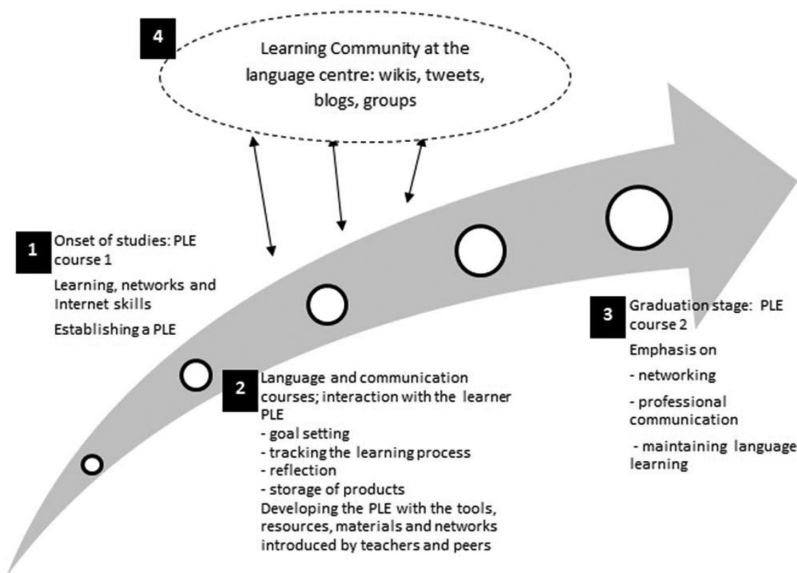 4
Learning Community at the
language centre: wikis, tweets,
blogs, groups
1
Onset of studies: PLE
course 1
Learning, networks and
Internet skills
Establishing a PLE
2
Language and communication
courses; interaction with the learner
PLE
- goal setting
- tracking the learning process
- reflection
- storage of products
Developing the PLE with the tools,
resources, materials and networks
introduced by teachers and peers
3
Graduation stage: PLE
course 2
Emphasis on
- networking
- professional
communication
- maintaining language
learning